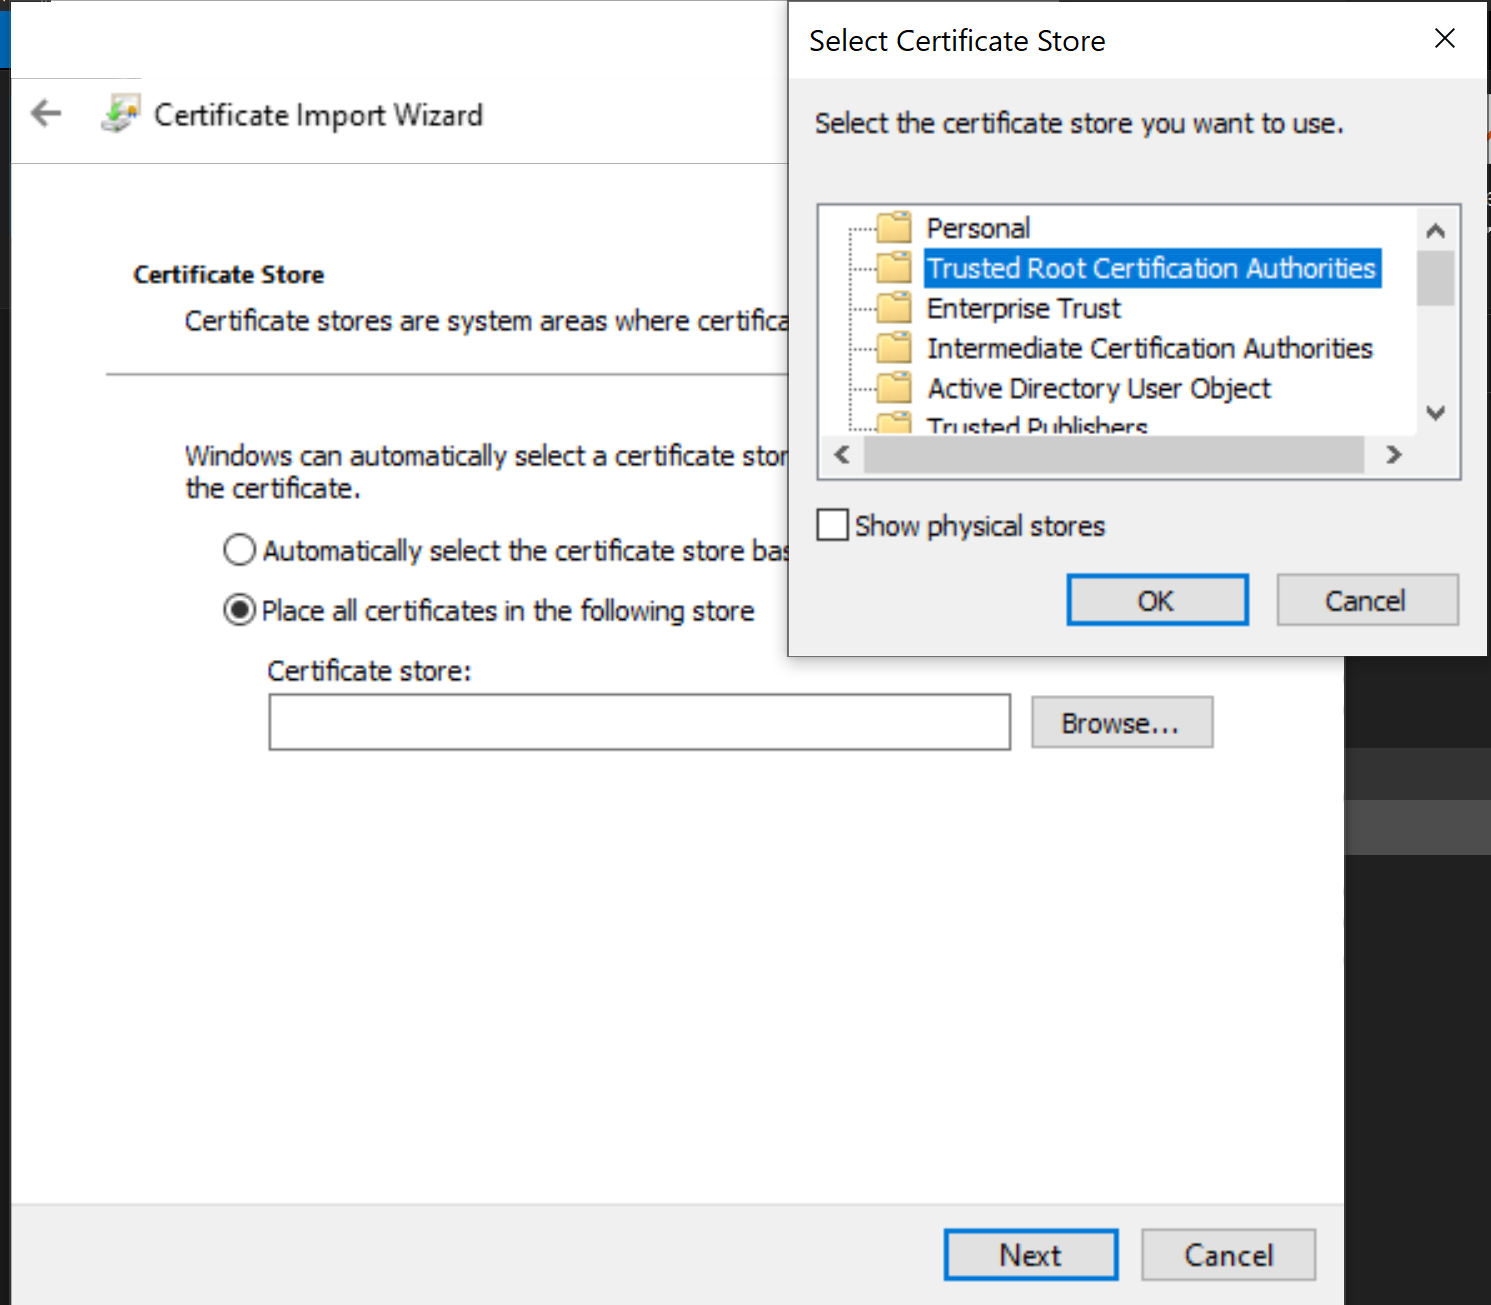 Select Certificate Store
Select the certificate store you want to use.
Personal
Trusted Root Certification Authorities
Enterprise Trust
Intermediate Certification Authorities
Active Directory User Object
Trusted Publishers
Show physical stores
OK
Cancel
Certificate Import Wizard
Certificate Store
Certificate stores are system areas where certifica
Windows can automatically select a certificate stor
the certificate.
Automatically select the certificate store bas
Place all certificates in the following store
Certificate store:
Browse...
Next
Cancel